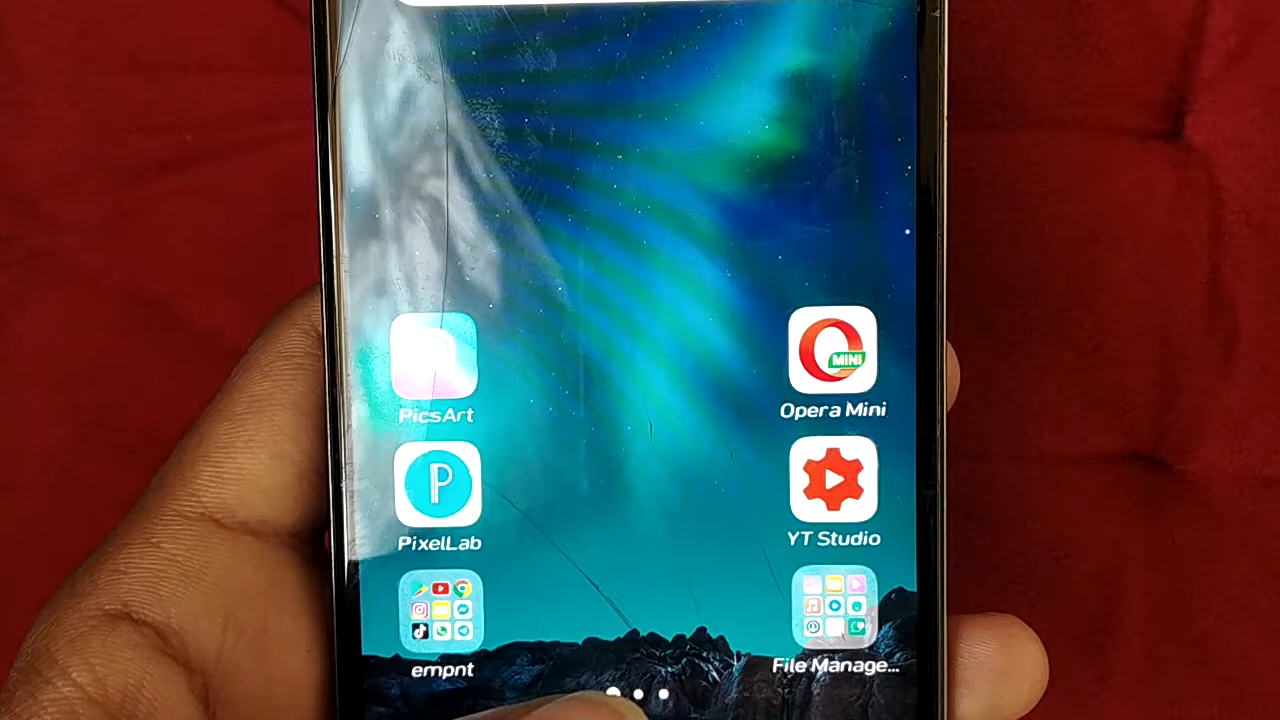 PicsArt
MINI
Opera Mini
P
PixelLab
YT Studio
empnt
File Manage...